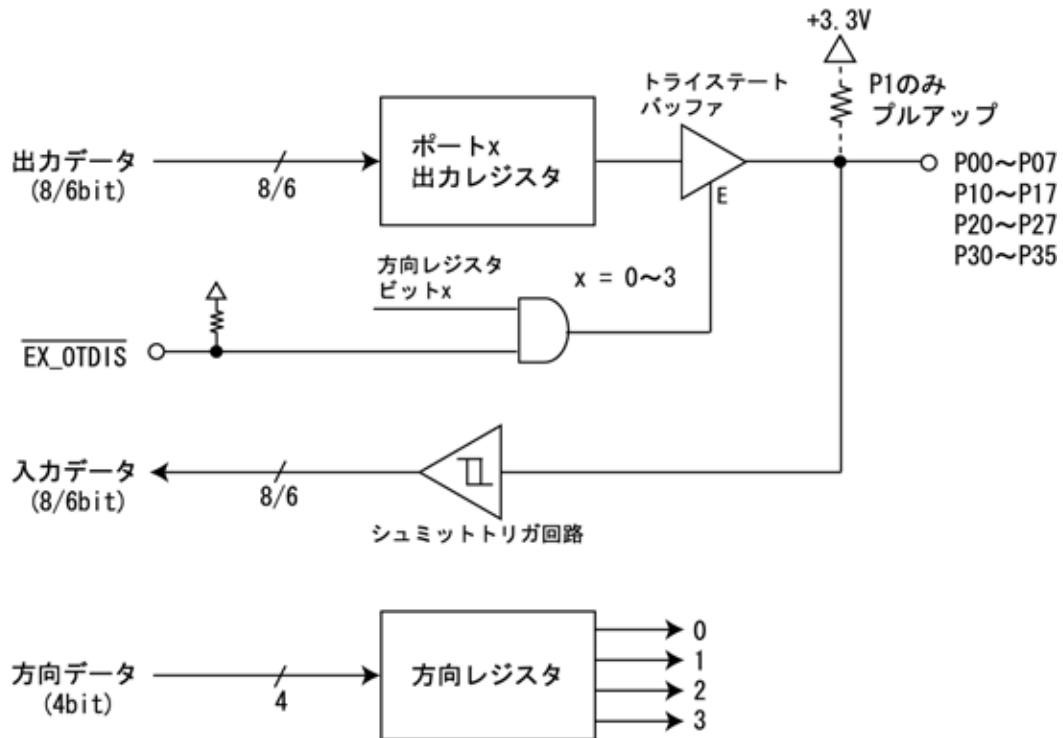 +3.3V
トライステート
バッファ
P1のみ
プルアップ
出力データ
(8/6bit)
8/6
ポートx
出力レジスタ
E
P00～P07
P10～P17
P20～P27
P30～P35
方向レジスタ
ビットx
x = 0～3
EX_OTDIS
入力データ
(8/6bit)
8/6
シュミットトリガ回路
方向データ
(4bit)
4
方向レジスタ
0
1
2
3